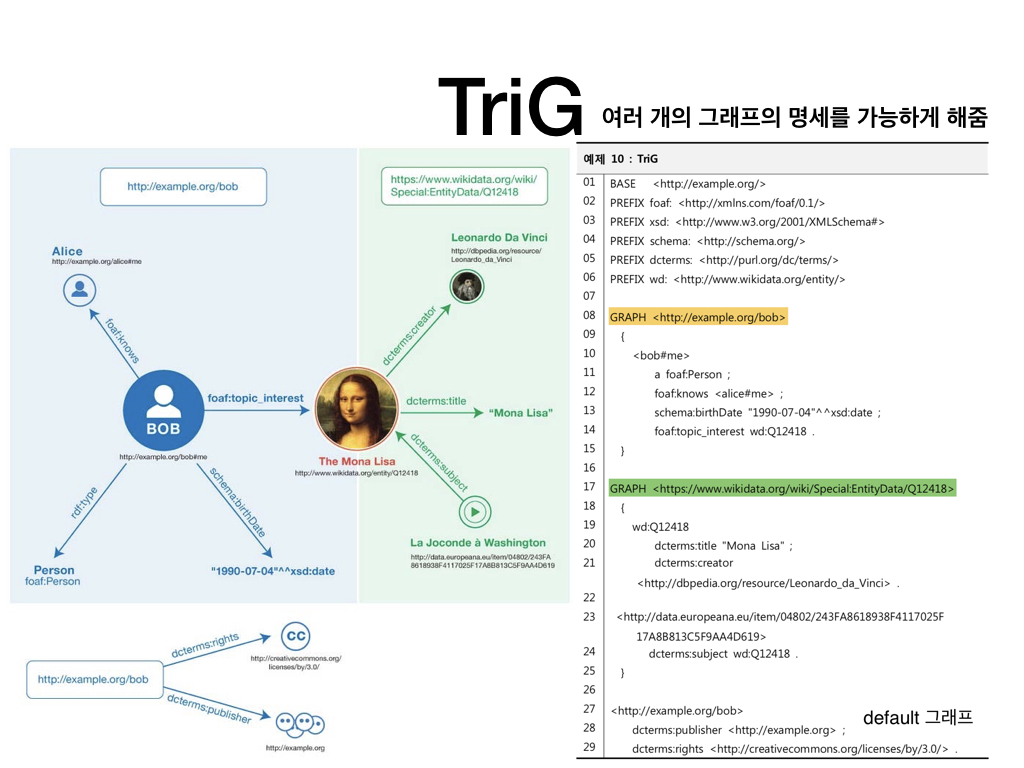 TriG 여러 개의 그래프의 명세를 가능하게 해줌
http://example.org/bob
https://www.wikidata.org/wiki/
Special:EntityData/Q12418
Alice
http://example.org/alice#me
Leonardo Da Vinci
http://dbpedia.org/resource/
Leonardo_da_Vinci
foaf:knows
dcterms:creator
BOB
http://example.org/bob#me
foaf:topic_interest
dcterms:title
“Mona Lisa”
The Mona Lisa
http://www.wikidata.org/entity/Q12418
dcterms:subject
rdf:type
schema:birthDate
Person
foaf:Person
"1990-07-04"^^xsd:date
La Joconde à Washington
http://data.europeana.eu/item/04802/243FA
8618938F4117025F17A8B813C5F9AA4D619
http://example.org/bob
dcterms:rights
cc
http://creativecommons.org/
licenses/by/3.0/
dcterms:publisher
http://example.org
예제 10 : TriG
01 BASE <http://example.org/>
02 PREFIX foaf: <http://xmlns.com/foaf/0.1/>
03 PREFIX xsd: <http://www.w3.org/2001/XMLSchema#>
04 PREFIX schema: <http://schema.org/>
05 PREFIX dcterms: <http://purl.org/dc/terms/>
06 PREFIX wd: <http://www.wikidata.org/entity/>
07
08 GRAPH <http://example.org/bob>
09 {
10 <bob#me>
11 a foaf:Person ;
12 foaf:knows <alice#me> ;
13 schema:birthDate "1990-07-04"^^xsd:date ;
14 foaf:topic_interest wd:Q12418 .
15 }
16
17 GRAPH <https://www.wikidata.org/wiki/Special:EntityData/Q12418>
18 {
19 wd:Q12418
20 dcterms:title "Mona Lisa" ;
21 dcterms:creator
<http://dbpedia.org/resource/Leonardo_da_Vinci> .
22
23 <http://data.europeana.eu/item/04802/243FA8618938F4117025F
17A8B813C5F9AA4D619>
24 dcterms:subject wd:Q12418 .
25 }
26
27 <http://example.org/bob>
default 그래프
28 dcterms:publisher <http://example.org> ;
29 dcterms:rights <http://creativecommons.org/licenses/by/3.0/> .